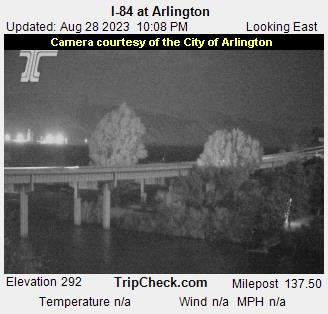 I-84 at Arlington
Updated: Aug 28 2023 10:08 PM Looking East
Camera courtesy of the City of Arlington
Elevation 292 TripCheck.com Milepost 137.50
Temperature n/a Wind n/a MPH n/a